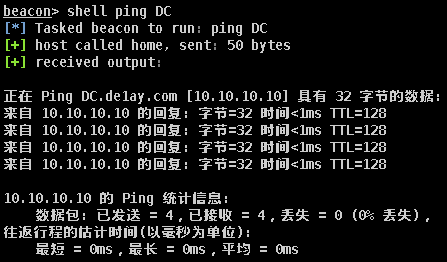 beacon> shell ping DC
[*] Tasked beacon to run: ping DC
[+] host called home, sent: 50 bytes
[+] received output:
正在 Ping DC.de1ay.com [10.10.10.10] 具有 32 字节的数据:
来自 10.10.10.10 的回复: 字节=32 时间<1ms TTL=128
来自 10.10.10.10 的回复: 字节=32 时间<1ms TTL=128
来自 10.10.10.10 的回复: 字节=32 时间<1ms TTL=128
来自 10.10.10.10 的回复: 字节=32 时间<1ms TTL=128
10.10.10.10 的 Ping 统计信息:
数据包: 已发送 = 4，已接收 = 4，丢失 = 0 (0% 丢失)，
往返行程的估计时间(以毫秒为单位):
最短 = 0ms，最长 = 0ms，平均 = 0ms